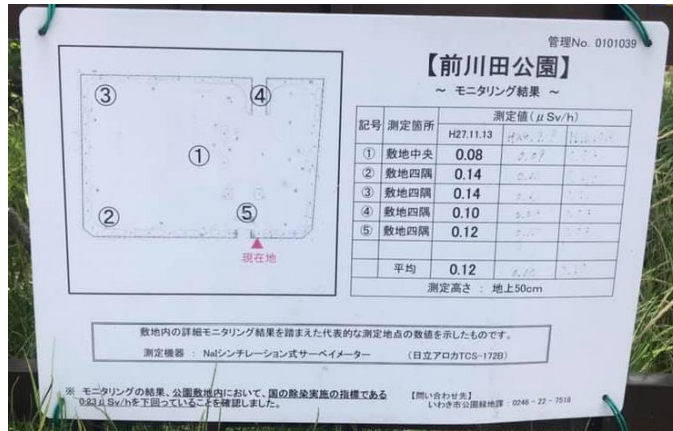 管理No. 0101039
【前川田公園】
～ モニタリング結果 ～
記号 測定箇所 測定値(μSv/h)
H27.11.13
① 敷地中央 0.08
② 敷地四隅 0.14
③ 敷地四隅 0.14
④ 敷地四隅 0.10
⑤ 敷地四隅 0.12
平均 0.12
測定高さ : 地上50cm
③ ④
①
② ⑤
現在地
敷地内の詳細モニタリング結果を踏まえた代表的な測定地点の数値を示したものです。
測定機器 : NaIシンチレーション式サーベイメーター (日立アロカTCS-172B)
※ モニタリングの結果、公園敷地内において、国の除染実施の指標である
0.23μSv/hを下回っていることを確認しました。
【問い合わせ先】
いわき市公園緑地課 : 0246-22-7518